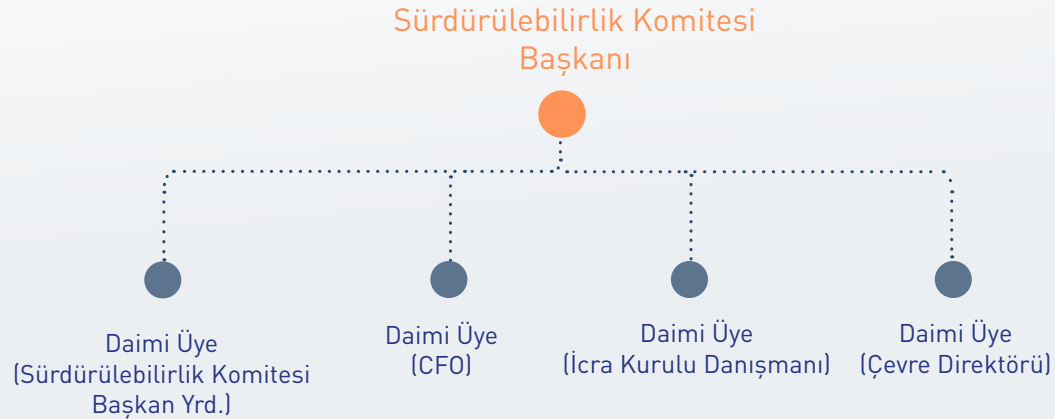 Sürdürülebilirlik Komitesi
Başkanı
Daimi Üye
(Sürdürülebilirlik Komitesi
Başkan Yrd.)
Daimi Üye
(CFO)
Daimi Üye
(İcra Kurulu Danışmanı)
Daimi Üye
(Çevre Direktörü)